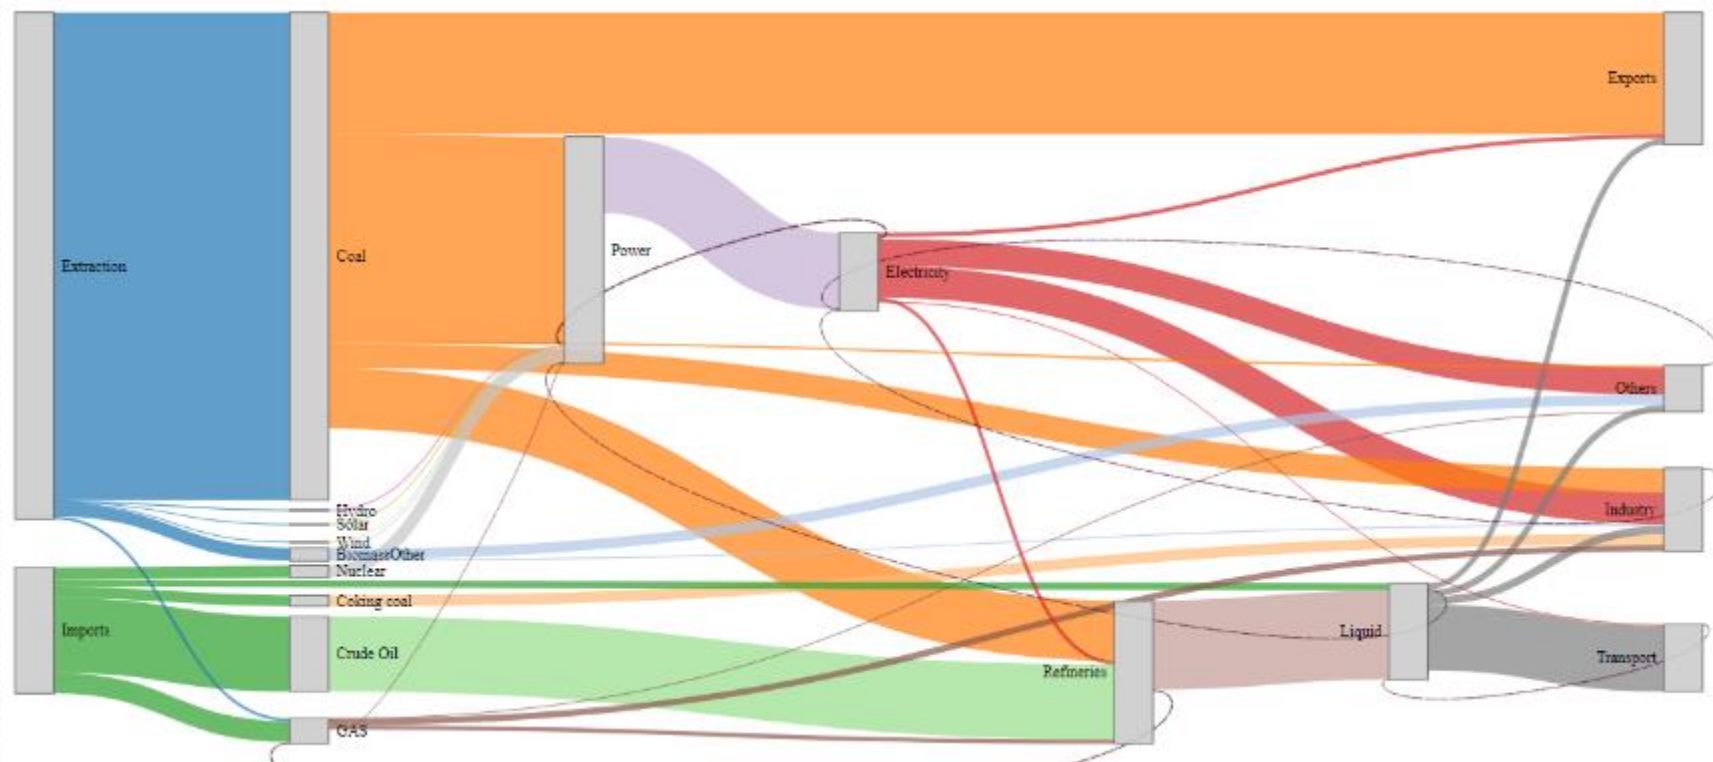 Exports
Power
Coal
Extraction
Electricity
Others
Hydro
Industry
Solar
Wind
BiomassOther
Nuclear
Coking coal
Imports
Liquid
Crude Oil
Transport
Refineries
GAS